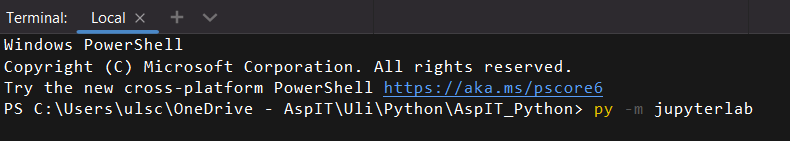 Terminal: Local × +
Windows PowerShell
Copyright (C) Microsoft Corporation. All rights reserved.
Try the new cross-platform PowerShell https://aka.ms/pscore6
PS C:\Users\ulsc\OneDrive - AspIT\Uli\Python\AspIT_Python> py -m jupyterlab